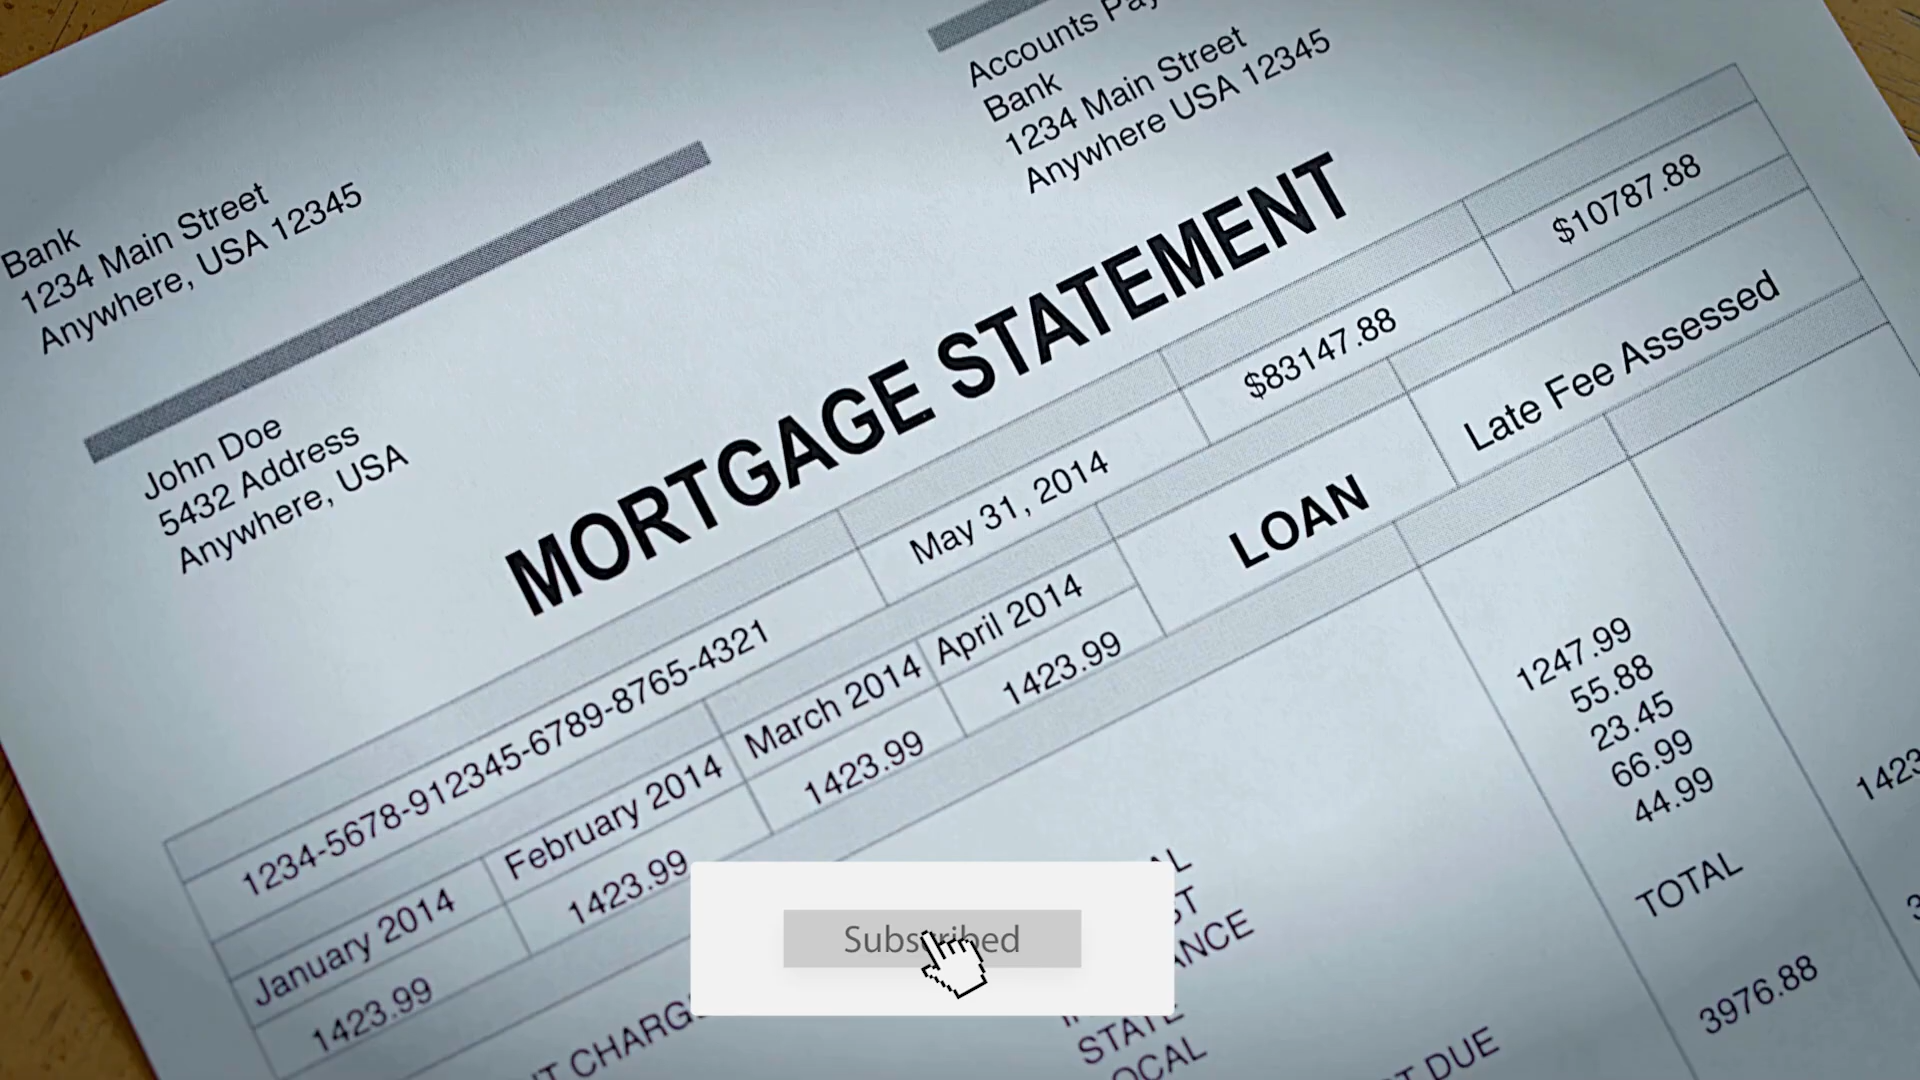 Accounts
Bank
1234 Main Street
Anywhere USA 12345
Bank
1234 Main Street
Anywhere, USA 12345
John Doe
5432 Address
Anywhere, USA
MORTGAGE STATEMENT
1234-5678-912345-6789-8765-4321
May 31, 2014
$83147.88
$10787.88
January 2014
February 2014
March 2014
April 2014
LOAN
Late Fee Assessed
1423.99
1423.99
1423.99
1423.99
1247.99
55.88
23.45
66.99
44.99
TOTAL
3976.88
STATE
DUE
Subscribed